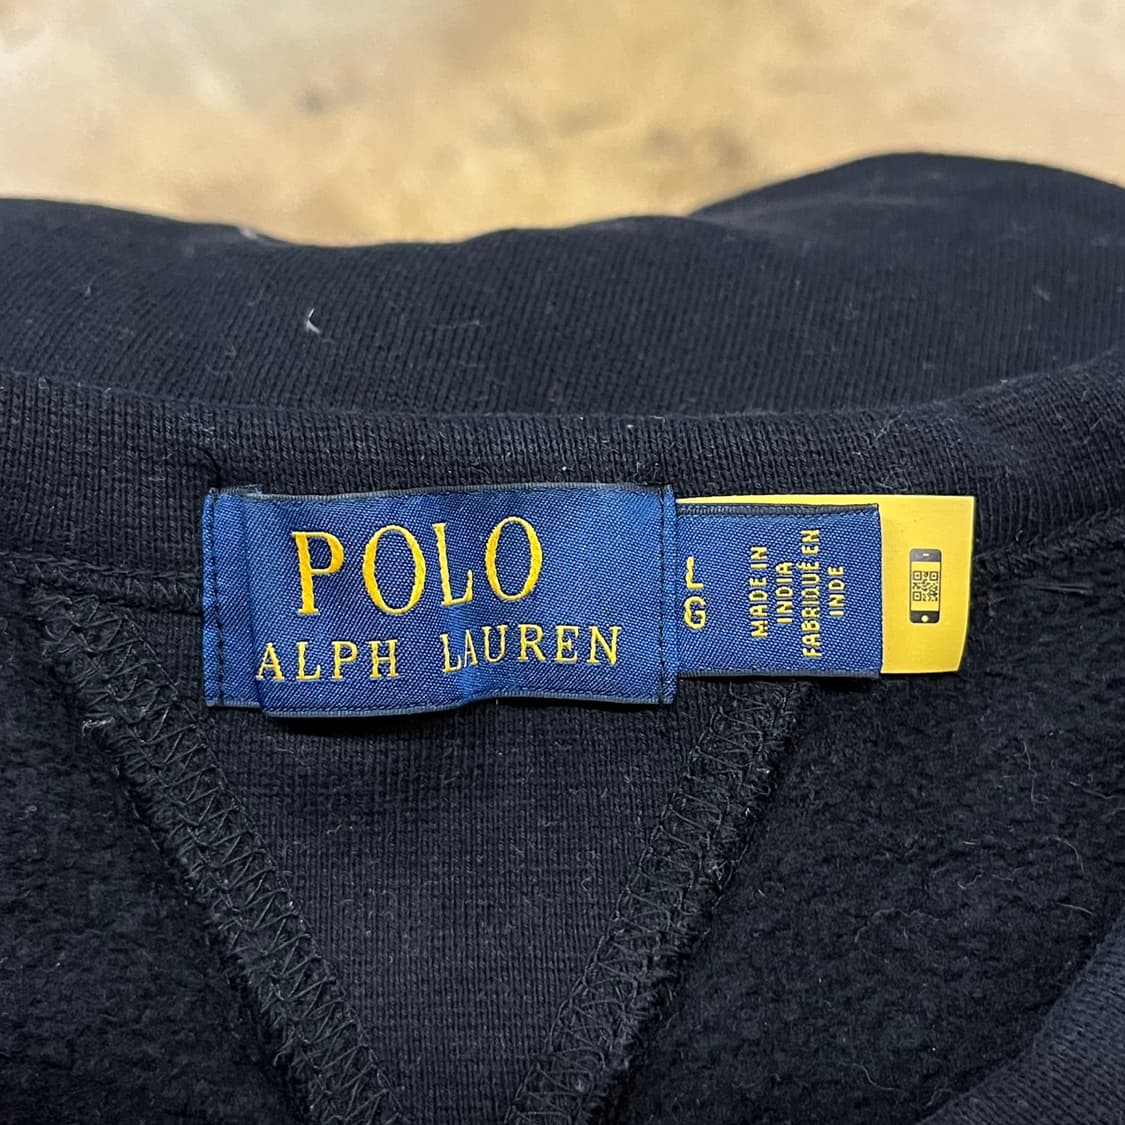 POLO
ALPH LAUREN
L
G
MADE IN
INDIA
FABRIQUÉ EN
INDE